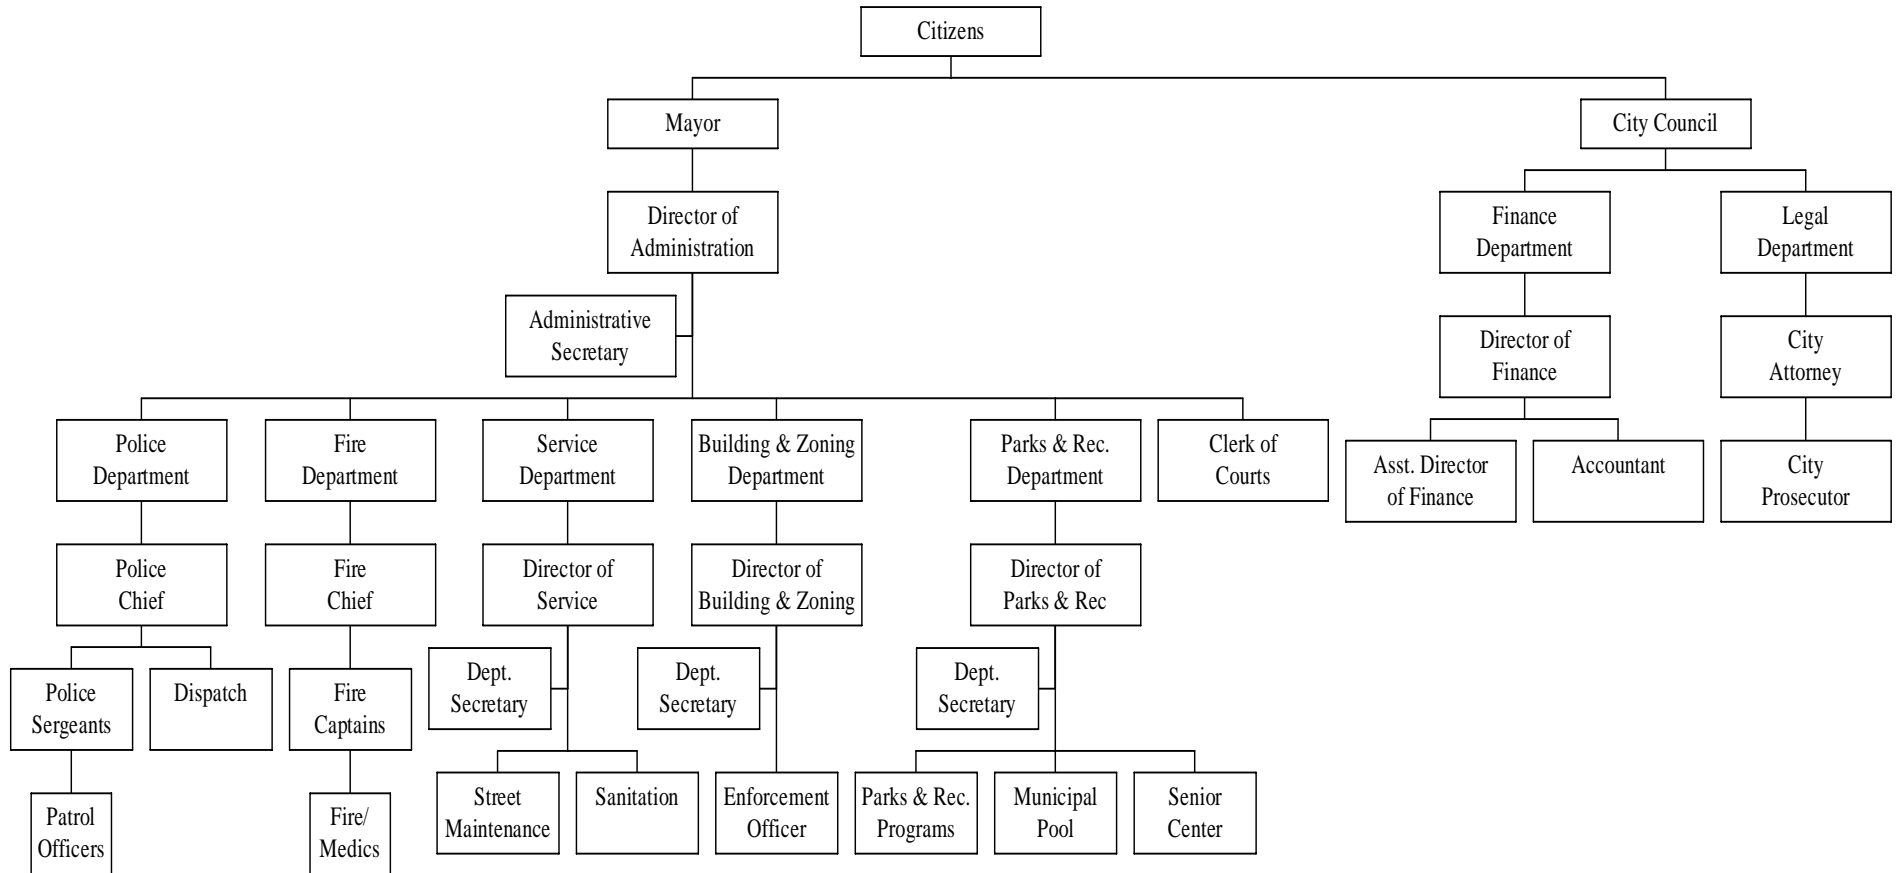 Citizens
Mayor
City Council
Director of
Administration
Finance
Department
Legal
Department
Administrative
Secretary
Director of
Finance
City
Attorney
Police
Department
Fire
Department
Service
Department
Building & Zoning
Department
Parks & Rec.
Department
Clerk of
Courts
Asst. Director
of Finance
Accountant
City
Prosecutor
Police
Chief
Fire
Chief
Director of
Service
Director of
Building & Zoning
Director of
Parks & Rec
Police
Sergeants
Dispatch
Fire
Captains
Dept.
Secretary
Dept.
Secretary
Dept.
Secretary
Patrol
Officers
Fire/
Medics
Street
Maintenance
Sanitation
Enforcement
Officer
Parks & Rec.
Programs
Municipal
Pool
Senior
Center